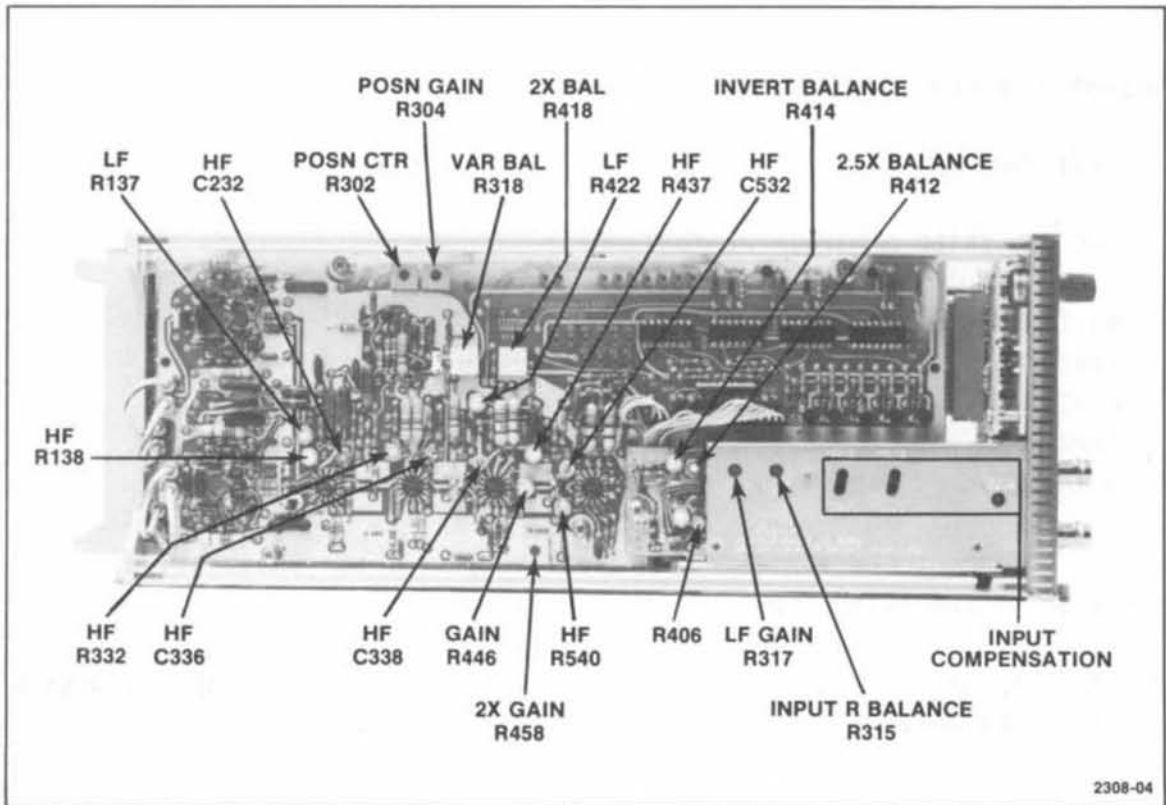 POSN GAIN
R304
2X BAL
R418
INVERT BALANCE
R414
LF
R137
HF
C232
POSN CTR
R302
VAR BAL
R318
LF
R422
HF
R437
HF
C532
2.5X BALANCE
R412
HF
R138
HF
R332
HF
C336
HF
C338
GAIN
R446
HF
R540
R406
LF GAIN
R317
INPUT
COMPENSATION
2X GAIN
R458
INPUT R BALANCE
R315
2308-04